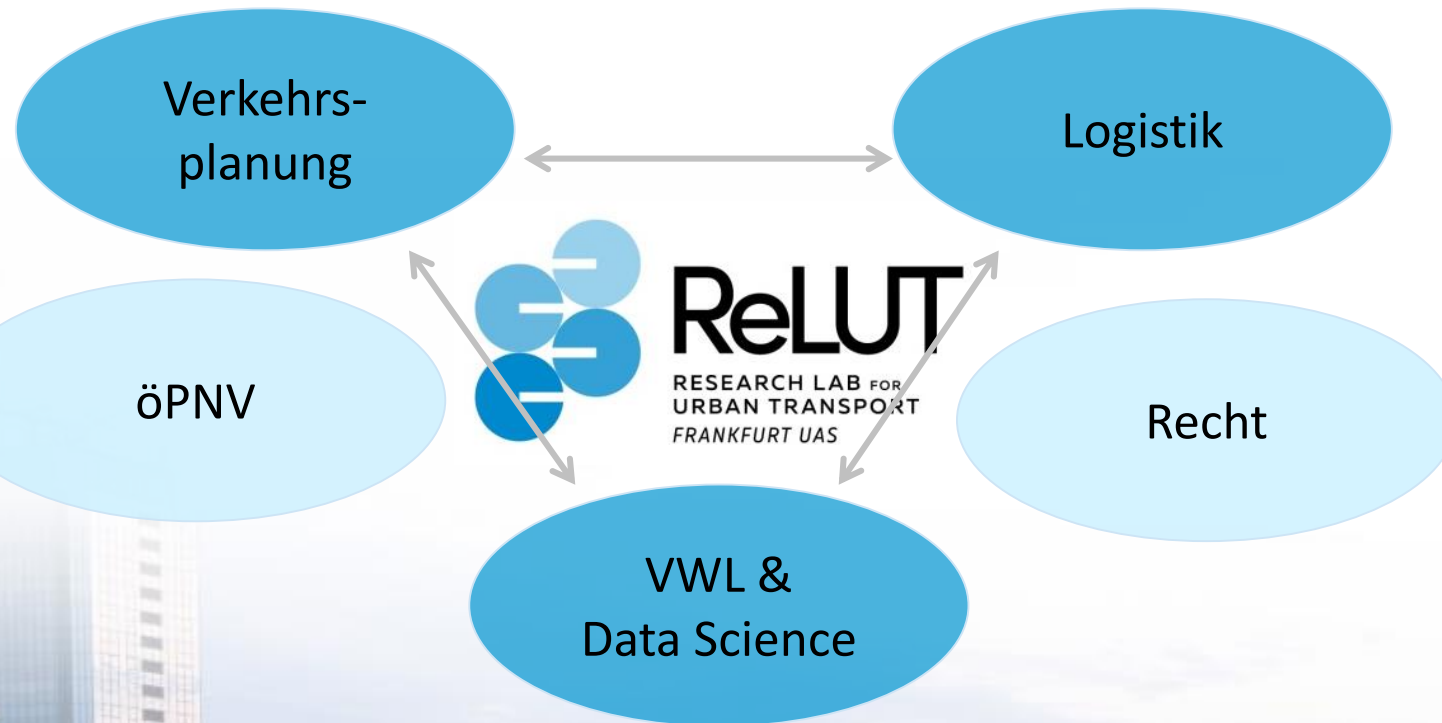 Verkehrs-
planung
Logistik
ReLUT
RESEARCH LAB FOR
URBAN TRANSPORT
FRANKFURT UAS
öPNV
Recht
VWL &
Data Science